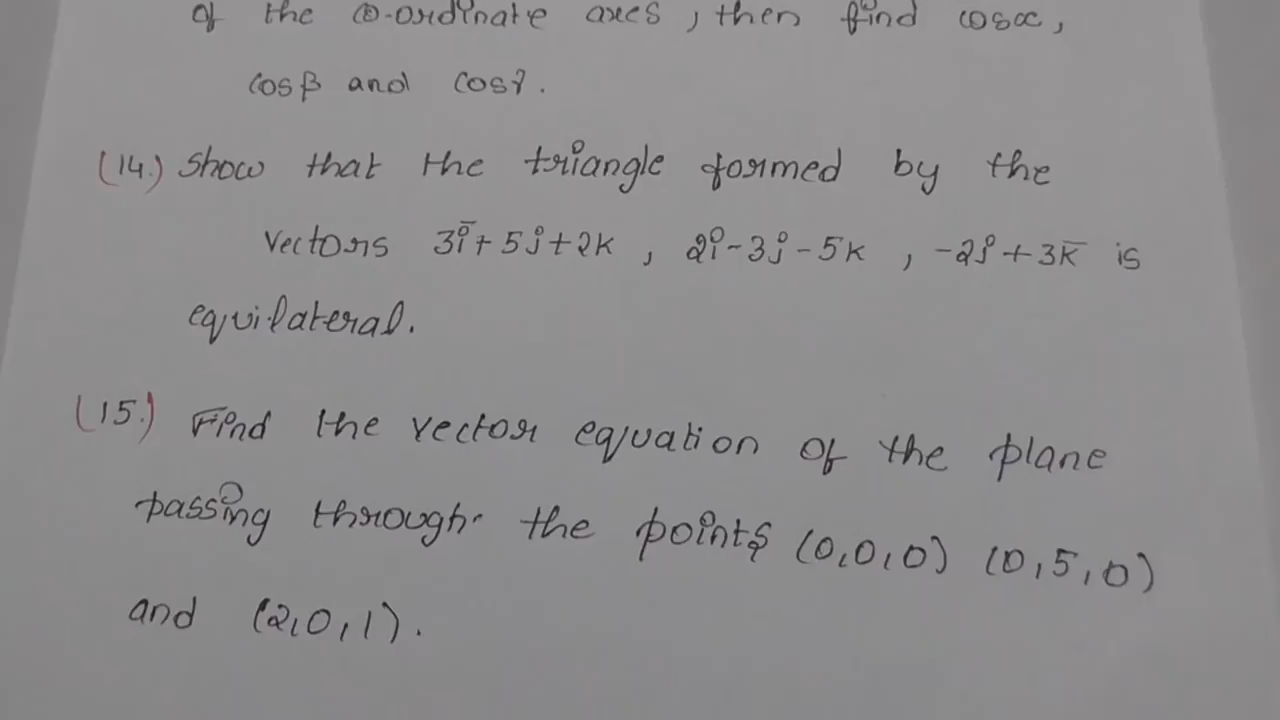 of the co-ordinate axes, then find cosα,
cosβ and cosγ.
(14.) Show that the triangle formed by the
vectors 3i̅+5j+2k, 2i-3j-5k, -2j+3k̅ is
equilateral.
(15.) Find the vector equation of the plane
passing through the points (0,0,0) (0,5,0)
and (2,0,1).